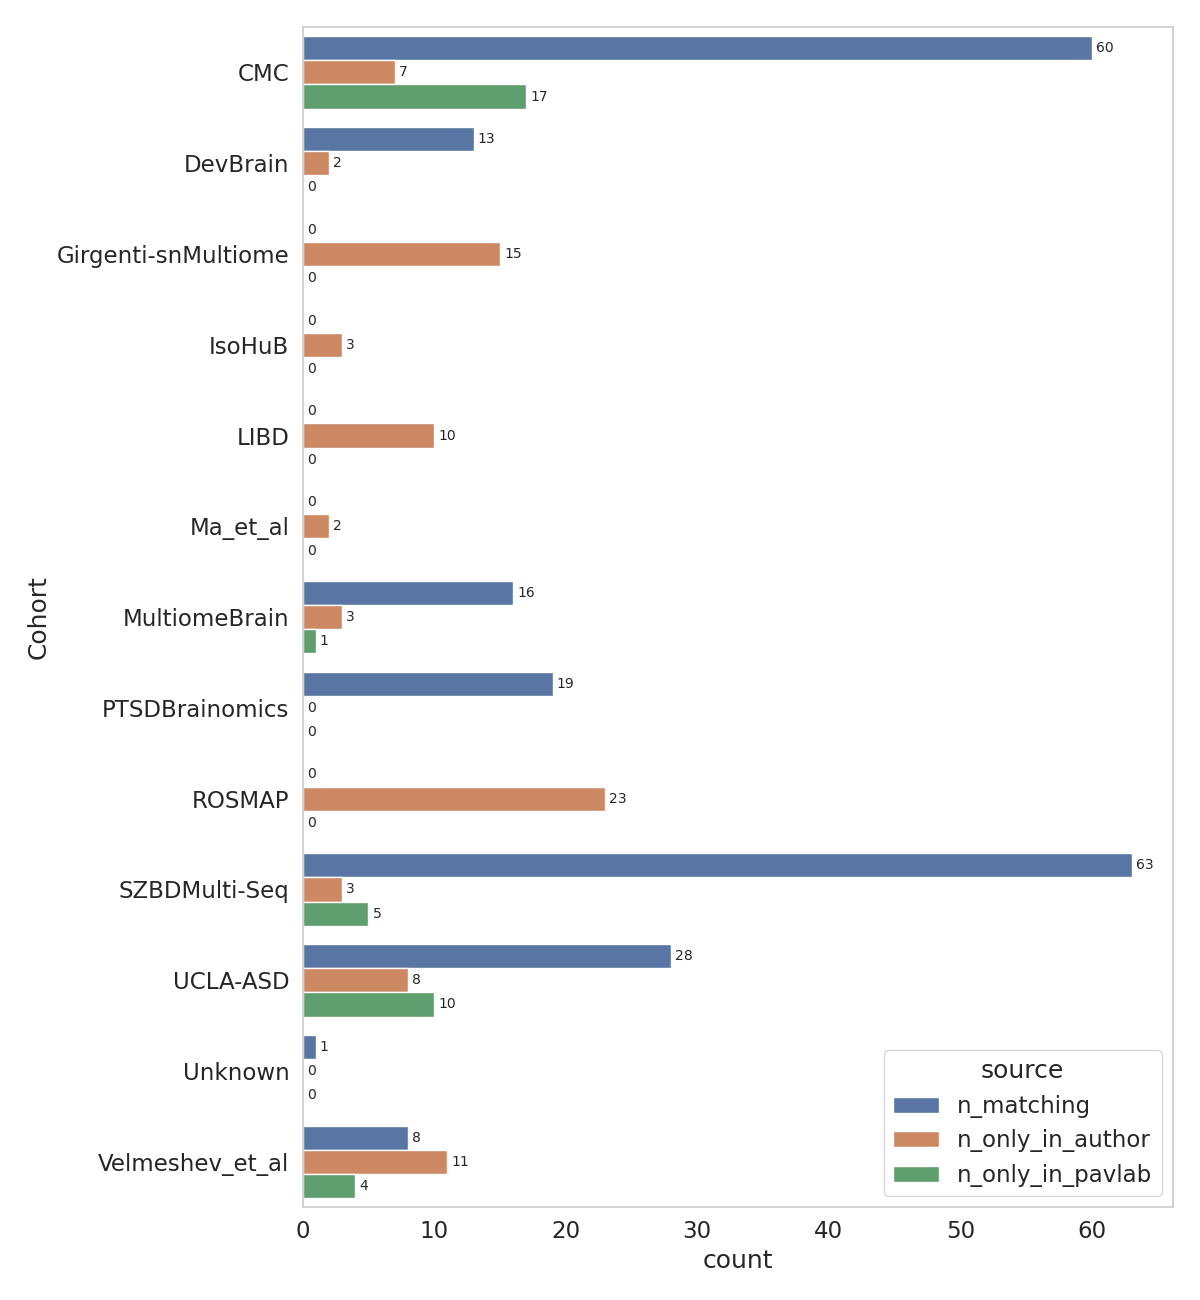 CMC
60
7
17
DevBrain
13
2
0
Girgenti-snMultiome
0
15
0
IsoHuB
0
3
0
LIBD
0
10
0
Ma_et_al
0
2
0
MultiomeBrain
16
3
1
PTSDBrainomics
19
0
0
ROSMAP
0
23
0
SZBDMulti-Seq
63
3
5
UCLA-ASD
28
8
10
Unknown
1
0
0
Velmeshev_et_al
8
11
4
Cohort
source
n_matching
n_only_in_author
n_only_in_pavlab
0 10 20 30 40 50 60
count